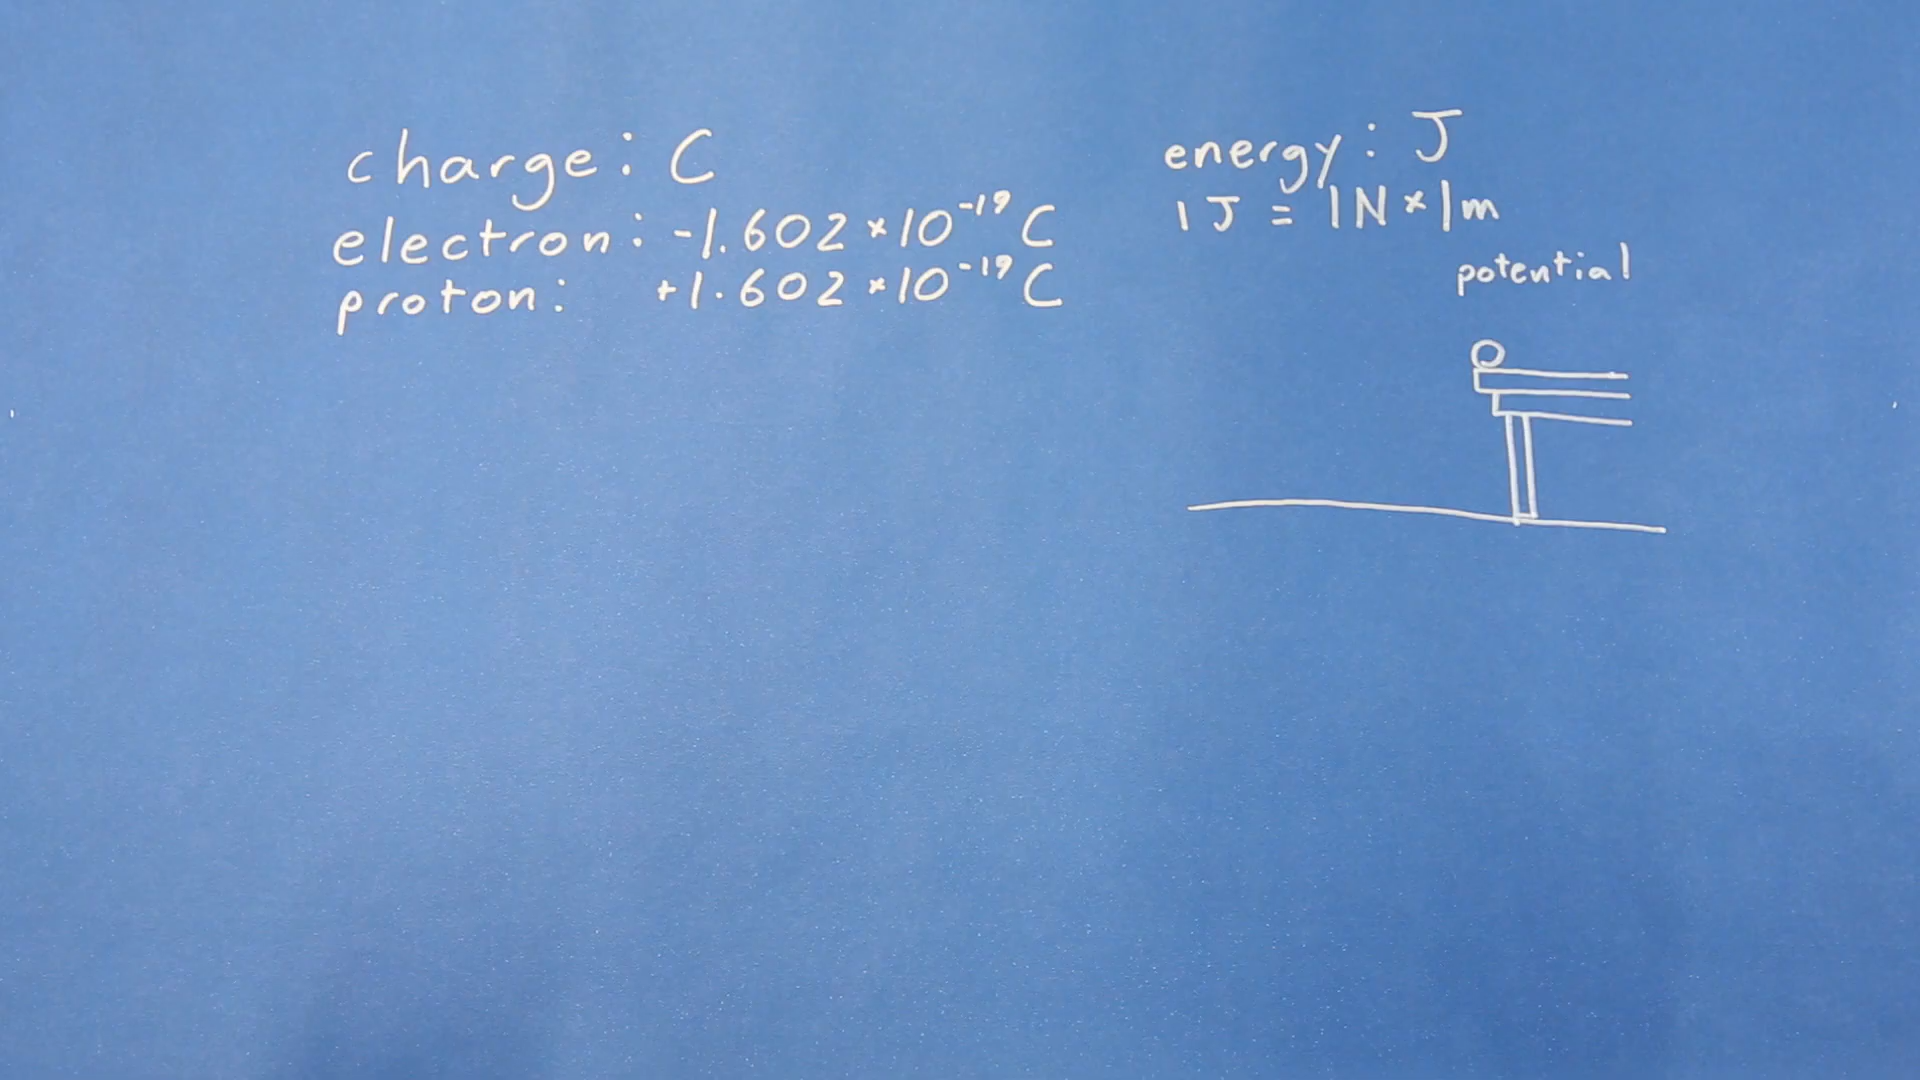 charge: C
electron: -1.602 × 10⁻¹⁹ C
proton: +1.602 × 10⁻¹⁹ C
energy: J
1 J = 1N × 1m
potential